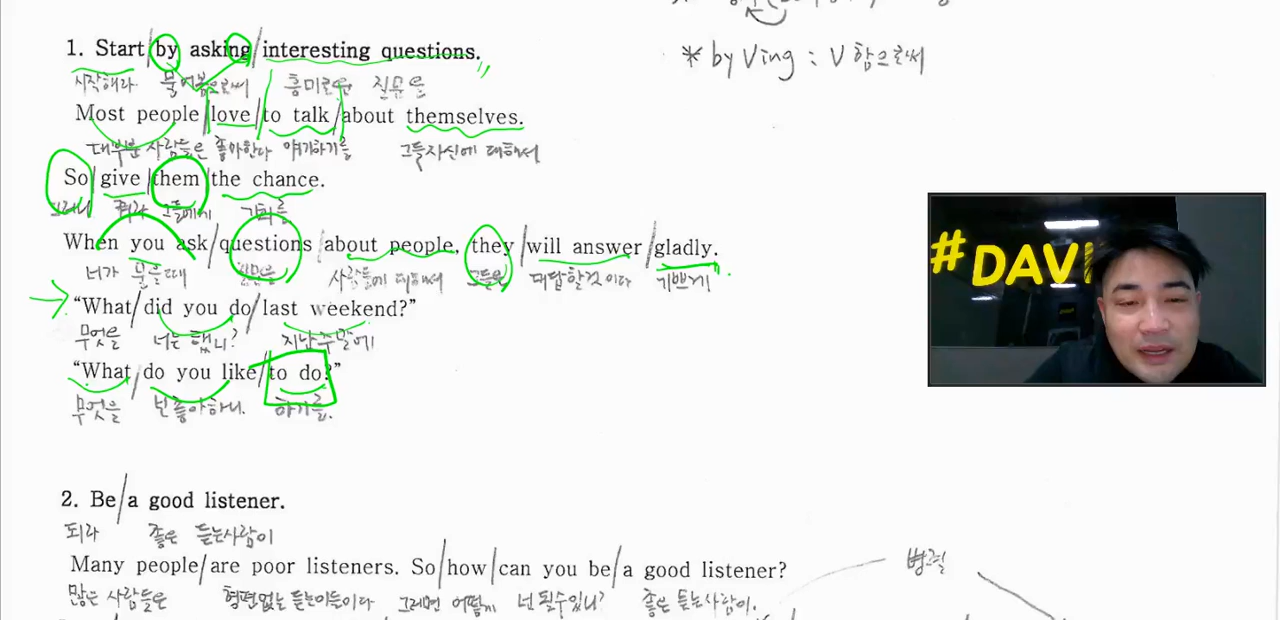 * by Ving : V 함으로써
1. Start / by asking / interesting questions.
시작해라 물어봄으로써 흥미로운 질문을
Most people / love / to talk / about themselves.
대부분 사람들은 좋아한다 얘기하기를 그들자신에 대해서
So / give / them / the chance.
그러니 줘라 그들에게 기회를
When you ask / questions / about people, they / will answer / gladly.
너가 물을때 질문을 사람들에 대해서 그들은 대답할것이다 기쁘게
#DAVI
"What / did you do / last weekend?"
무엇을 너는 했니? 지난주말에
"What / do you like / to do?"
무엇을 넌 좋아하니 하기를.
2. Be / a good listener.
되라 좋은 듣는사람이
Many people / are poor listeners. So / how / can you be / a good listener?
많은 사람들은 형편없는 듣는이들이다 그러면 어떻게 넌 될수있니? 좋은 듣는사람이.